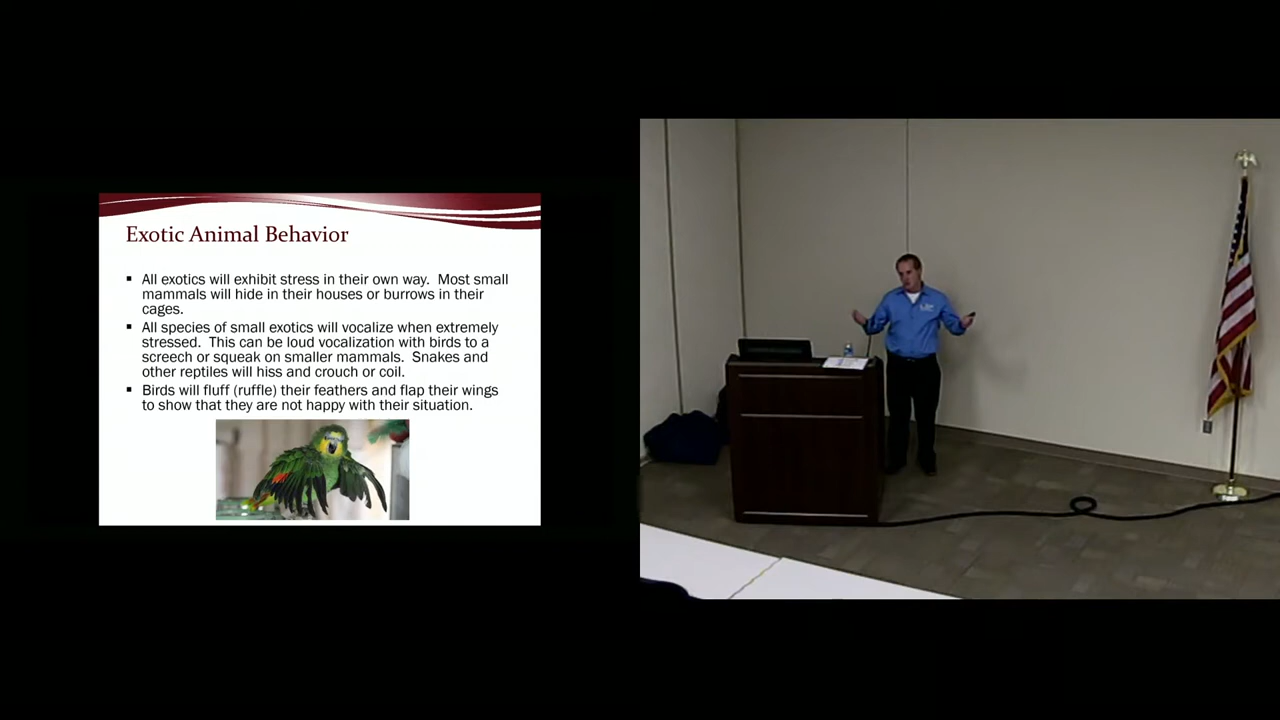 Exotic Animal Behavior
▪ All exotics will exhibit stress in their own way.  Most small
mammals will hide in their houses or burrows in their
cages.
▪ All species of small exotics will vocalize when extremely
stressed.  This can be loud vocalization with birds to a
screech or squeak on smaller mammals.  Snakes and
other reptiles will hiss and crouch or coil.
▪ Birds will fluff (ruffle) their feathers and flap their wings
to show that they are not happy with their situation.